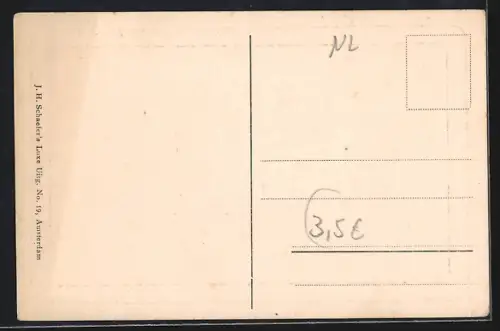 J. H. Schaefer's Luxe Uitg. No. 19, Amsterdam
NL
3,5€